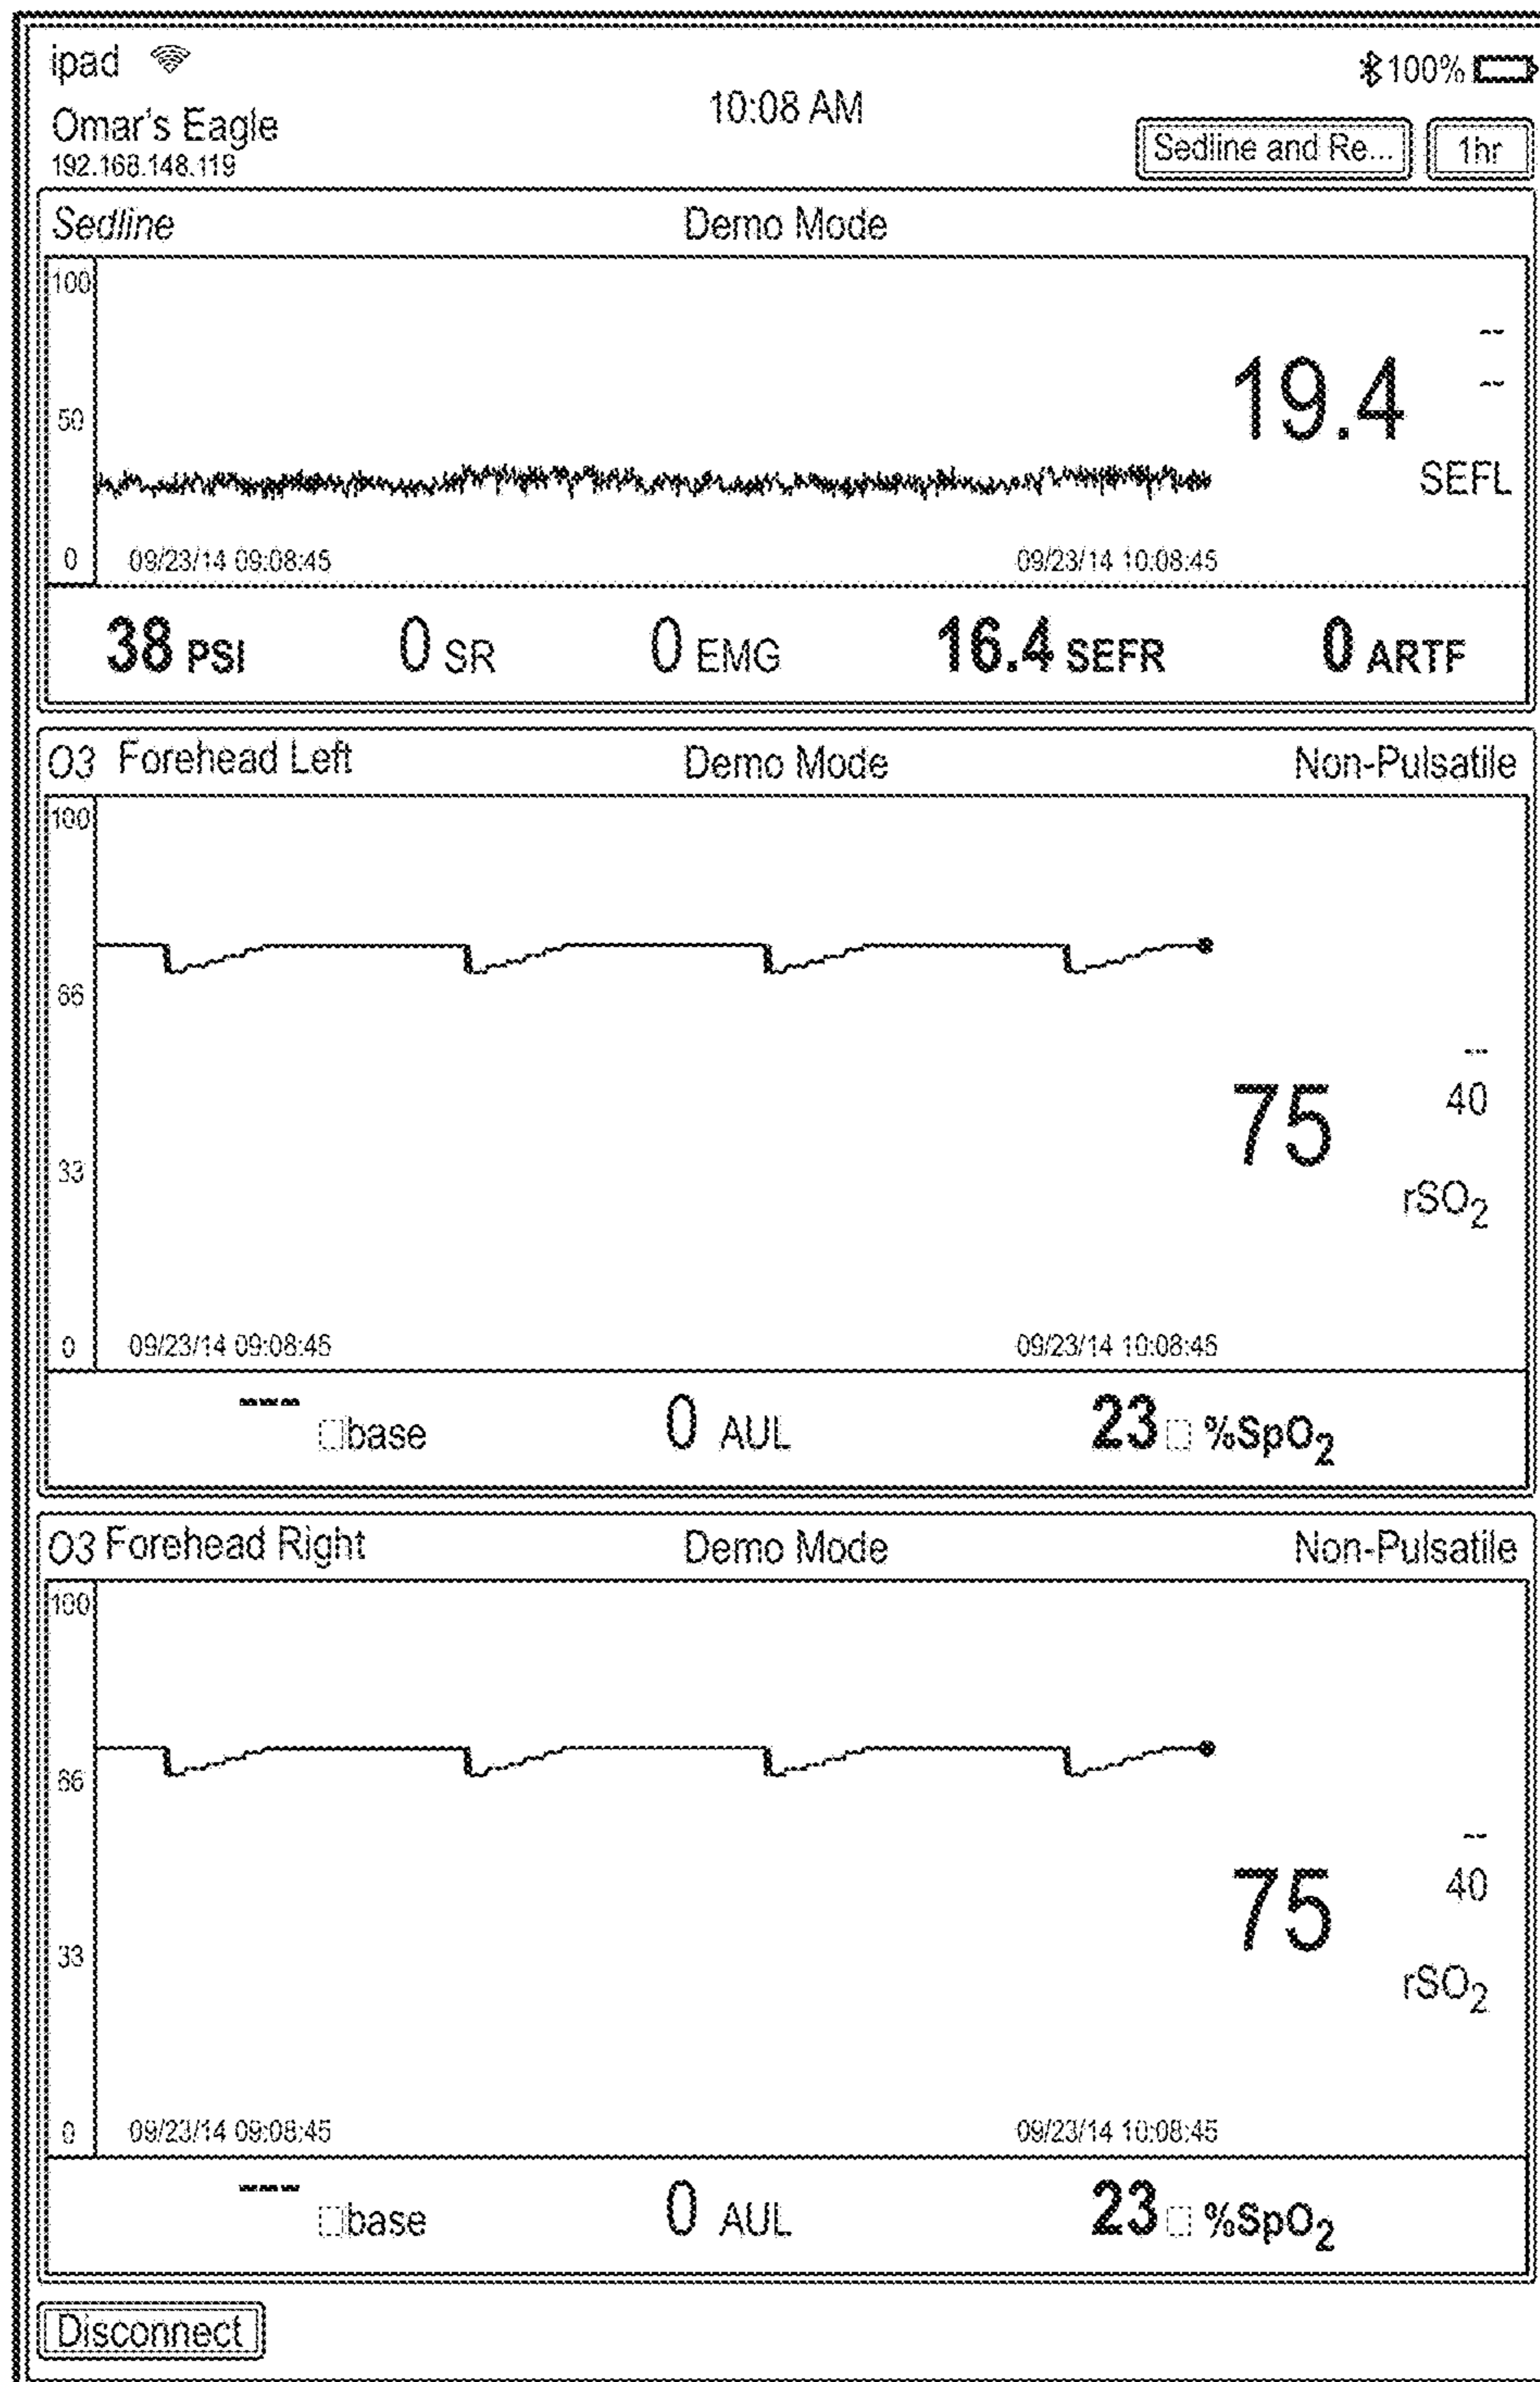 ipad
100%
10:08 AM
Omar's Eagle
192.168.148.119
Sedline and Re... 1hr
Sedline Demo Mode
100
--
19.4 --
50
SEFL
0 09/23/14 09:08:45 09/23/14 10:08:45
38 PSI 0 SR 0 EMG 16.4 SEFR 0 ARTF
O3 Forehead Left Demo Mode Non-Pulsatile
100
66
--
75 40
33
rSO2
0 09/23/14 09:08:45 09/23/14 10:08:45
--- □base 0 AUL 23 □ %SpO2
O3 Forehead Right Demo Mode Non-Pulsatile
100
66
--
75 40
33
rSO2
0 09/23/14 09:08:45 09/23/14 10:08:45
--- □base 0 AUL 23 □ %SpO2
Disconnect